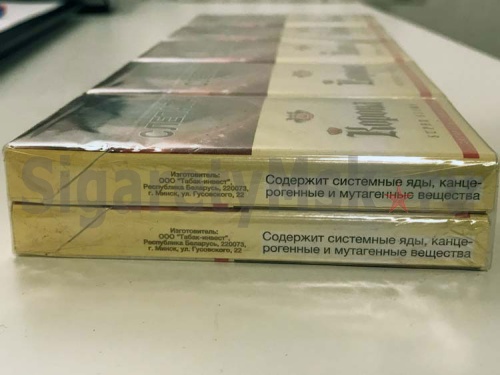 Корона
Изготовитель:
ООО "Табак-инвест",
Республика Беларусь, 220073,
г. Минск, ул. Гусовского, 22
Содержит системные яды, канце-
рогенные и мутагенные вещества
Изготовитель:
ООО "Табак-инвест",
Республика Беларусь, 220073,
г. Минск, ул. Гусовского, 22
Содержит системные яды, канце-
рогенные и мутагенные вещества